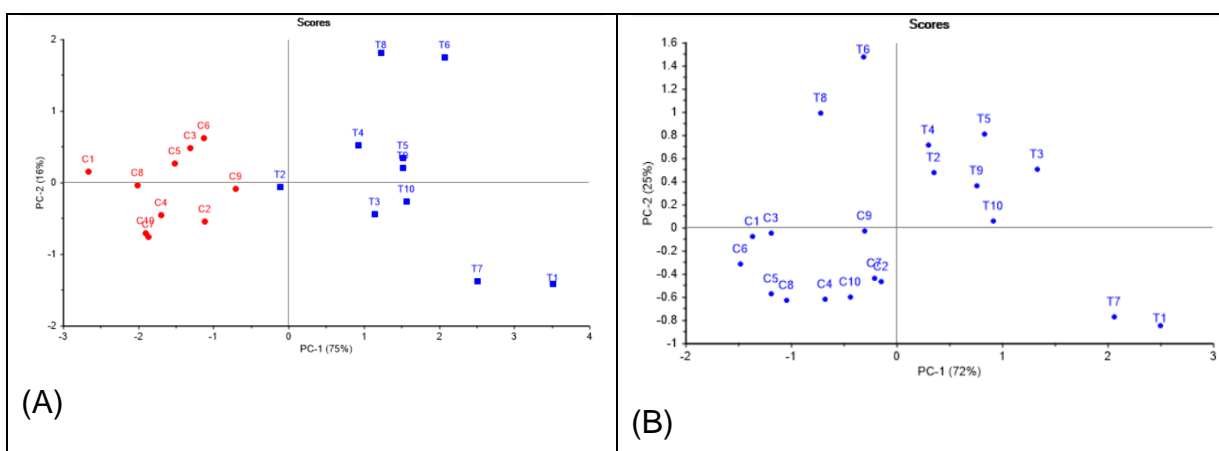 Scores
2
1
0
-1
-2
PC-2 (16%)
T8
T6
C6
C3
C5
C1
C8
C9
C4
C2
C10
C7
T4
T5
T9
T2
T10
T3
T7
T1
-3
-2
-1
0
1
2
3
4
PC-1 (75%)
(A)
Scores
1.6
1.4
1.2
1
0.8
0.6
0.4
0.2
0
-0.2
-0.4
-0.6
-0.8
-1
PC-2 (25%)
T6
T8
T4
T5
T2
T3
T9
T10
C1
C3
C9
C6
C7
C2
C5
C8
C4
C10
T7
T1
-2
-1
0
1
2
3
PC-1 (72%)
(B)